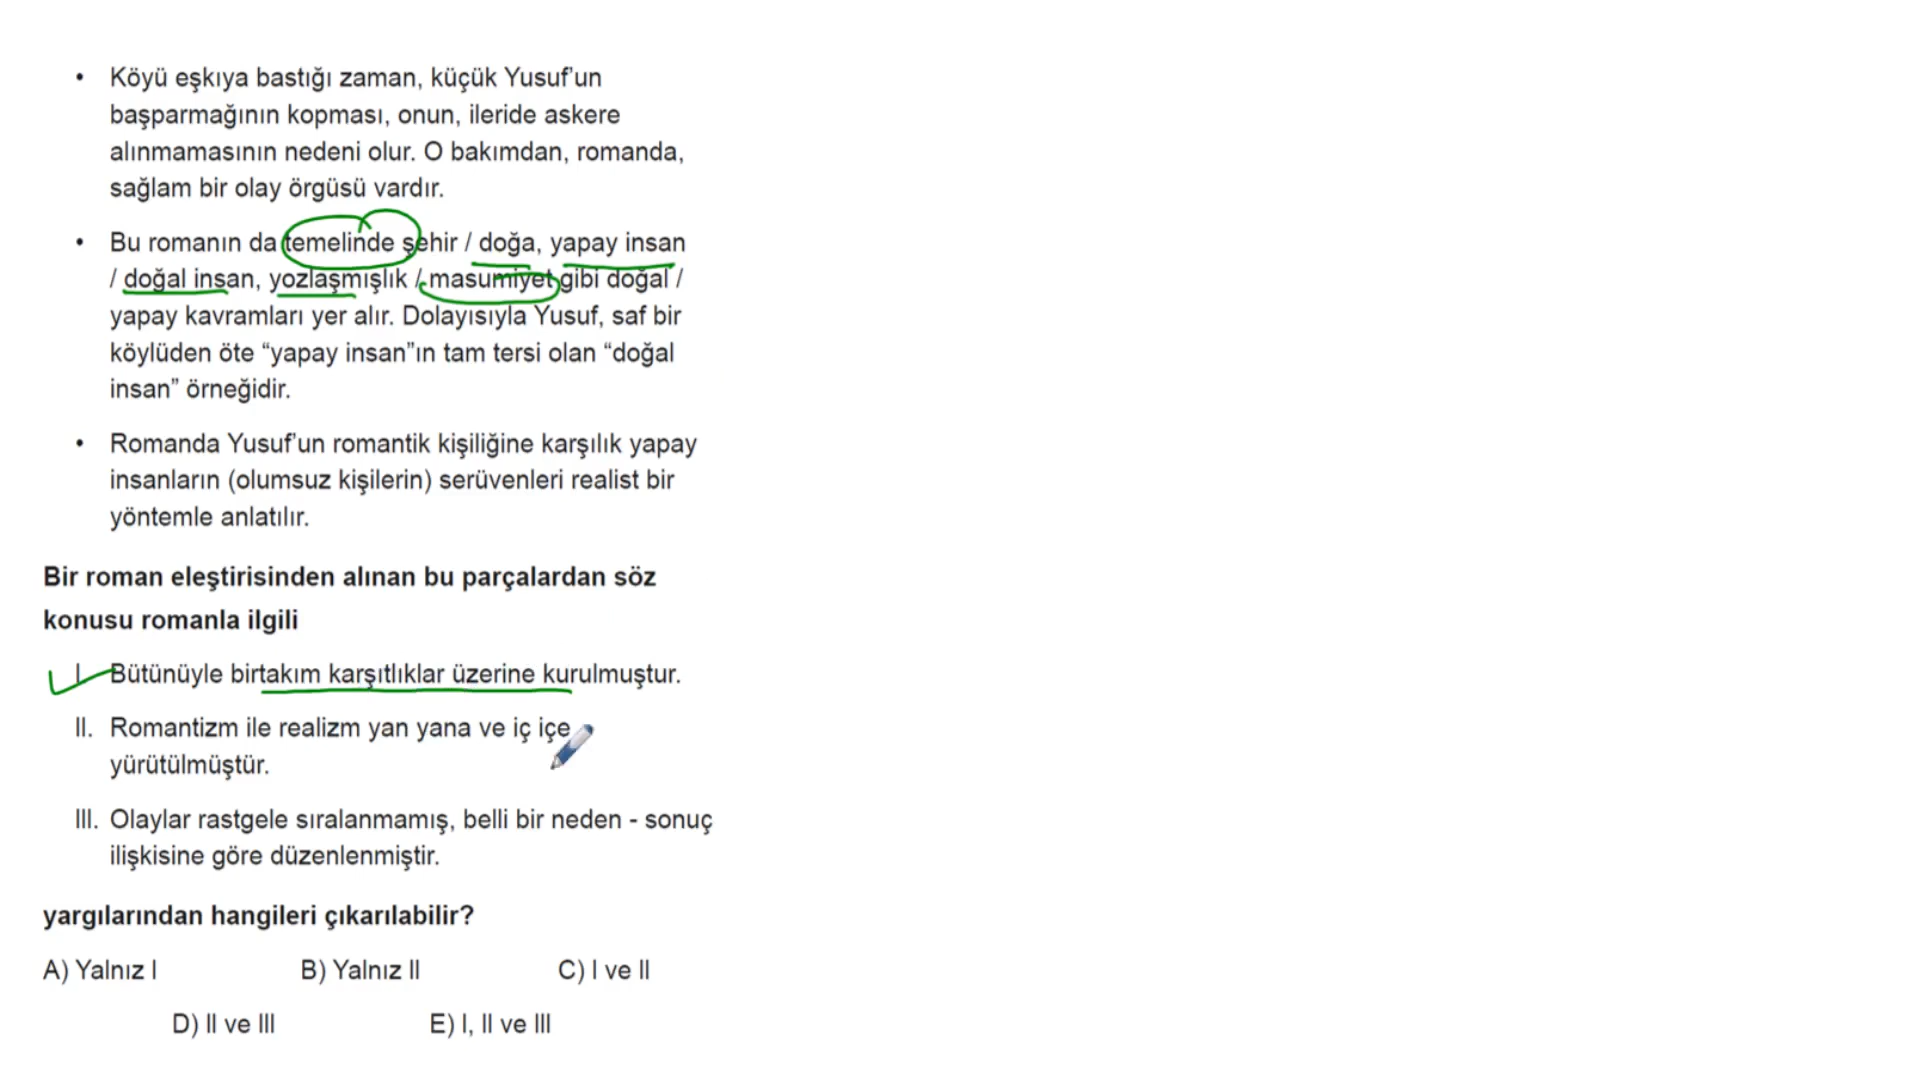 • Köyü eşkıya bastığı zaman, küçük Yusuf'un
başparmağının kopması, onun, ileride askere
alınmamasının nedeni olur. O bakımdan, romanda,
sağlam bir olay örgüsü vardır.
• Bu romanın da temelinde şehir / doğa, yapay insan
/ doğal insan, yozlaşmışlık / masumiyet gibi doğal /
yapay kavramları yer alır. Dolayısıyla Yusuf, saf bir
köylüden öte “yapay insan”ın tam tersi olan “doğal
insan” örneğidir.
• Romanda Yusuf'un romantik kişiliğine karşılık yapay
insanların (olumsuz kişilerin) serüvenleri realist bir
yöntemle anlatılır.
Bir roman eleştirisinden alınan bu parçalardan söz
konusu romanla ilgili
I. Bütünüyle birtakım karşıtlıklar üzerine kurulmuştur.
II. Romantizm ile realizm yan yana ve iç içe
yürütülmüştür.
III. Olaylar rastgele sıralanmamış, belli bir neden - sonuç
ilişkisine göre düzenlenmiştir.
yargılarından hangileri çıkarılabilir?
A) Yalnız I B) Yalnız II C) I ve II
D) II ve III E) I, II ve III